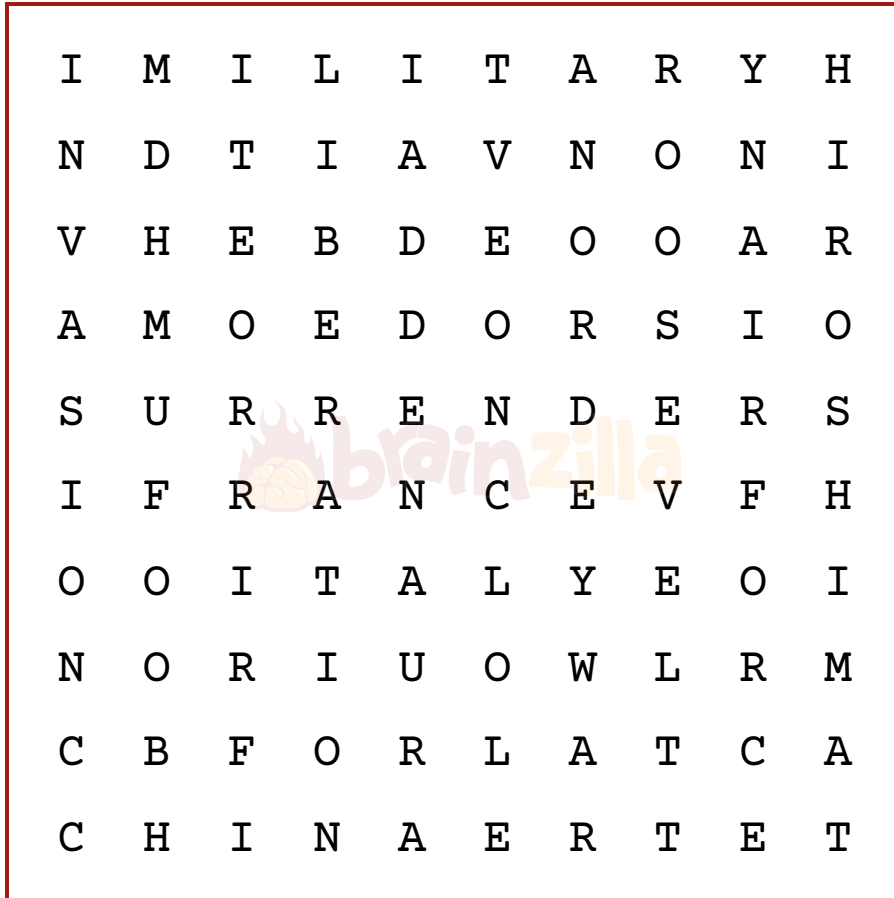 I M I L I T A R Y H
N D T I A V N O N I
V H E B D E O O A R
A M O E D O R S I O
S U R R E N D E R S
I F R A N C E V F H
O O I T A L Y E O I
N O R I U O W L R M
C B F O R L A T C A
C H I N A E R T E T
brainzilla